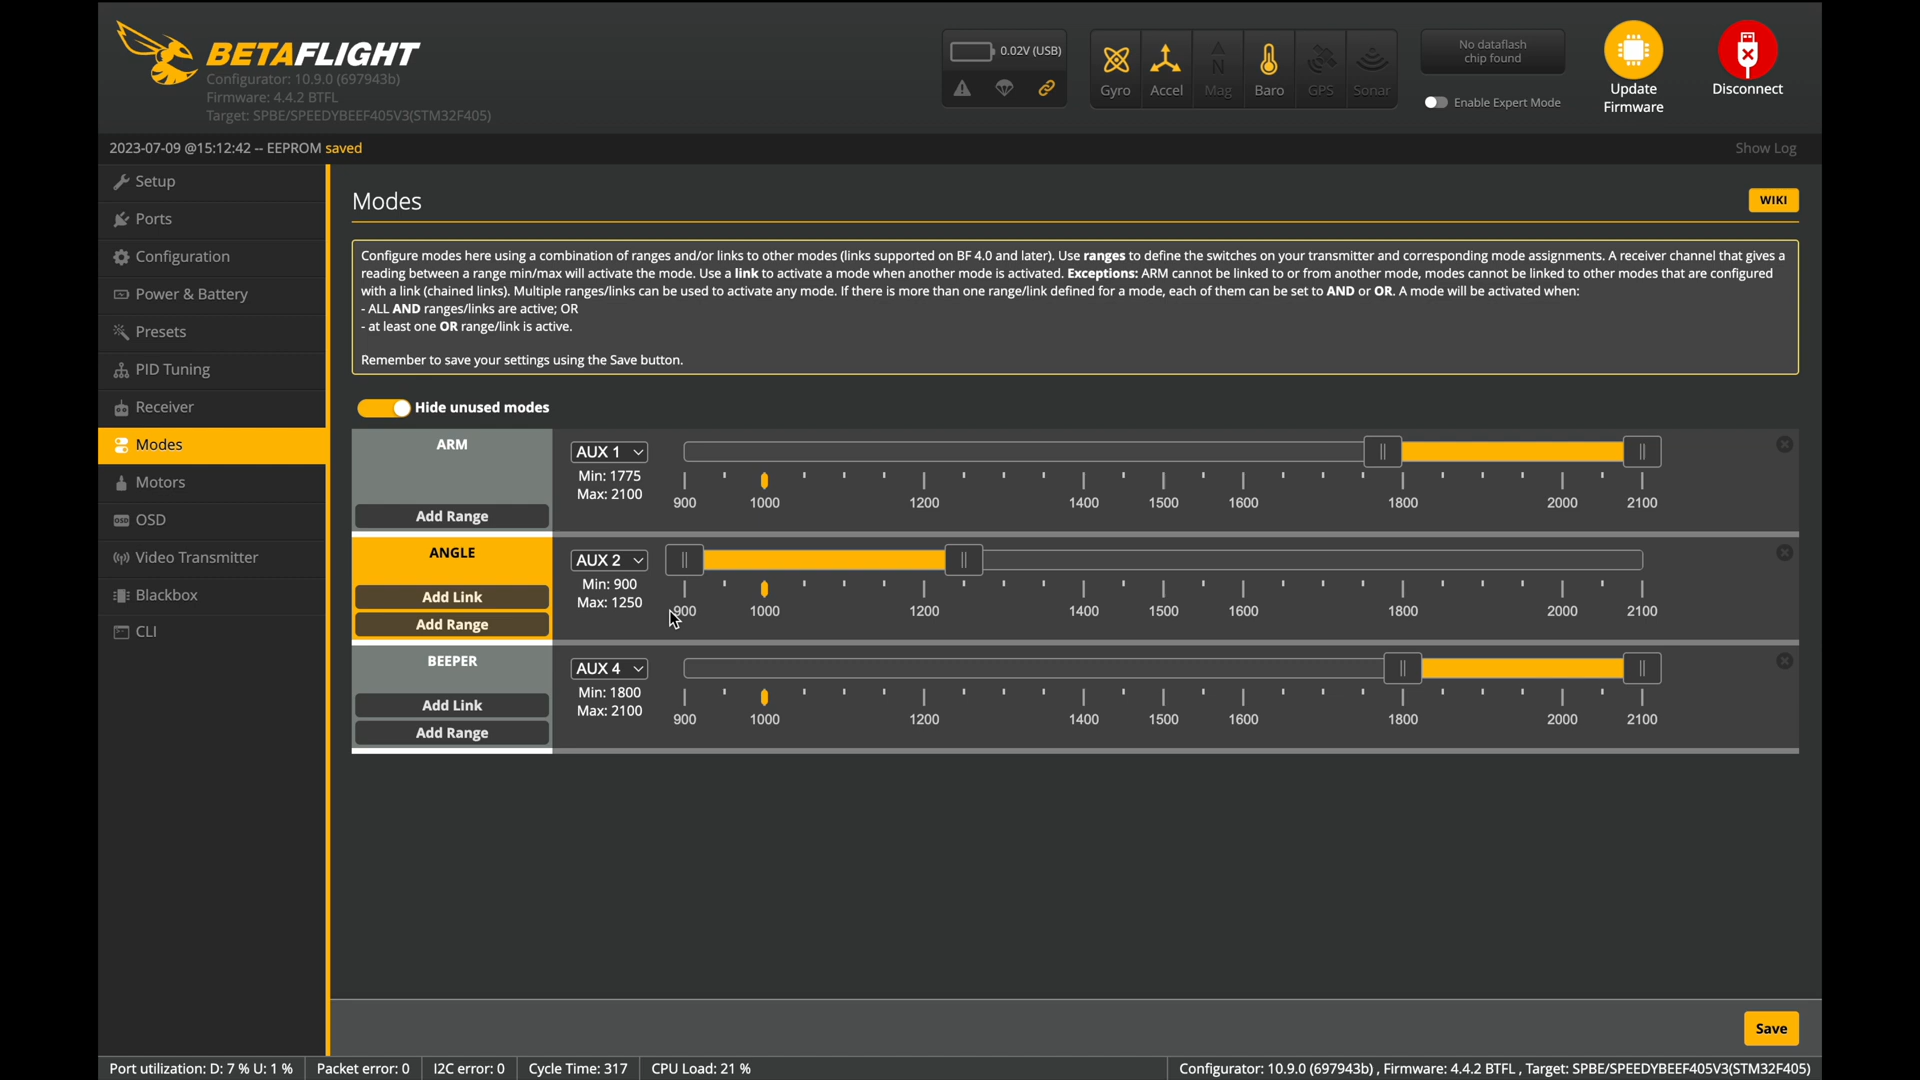 BETAFLIGHT
Configurator: 10.9.0 (697943b)
Firmware: 4.4.2 BTFL
Target: SPBE/SPEEDYBEEF405V3(STM32F405)
0.02V (USB)
Gyro
Accel
Mag
Baro
GPS
Sonar
No dataflash
chip found
Enable Expert Mode
Update
Firmware
Disconnect
2023-07-09 @15:12:42 -- EEPROM saved
Show Log
Setup
Ports
Configuration
Power & Battery
Presets
PID Tuning
Receiver
Modes
Motors
OSD
Video Transmitter
Blackbox
CLI
Modes
WIKI
Configure modes here using a combination of ranges and/or links to other modes (links supported on BF 4.0 and later). Use ranges to define the switches on your transmitter and corresponding mode assignments. A receiver channel that gives a
reading between a range min/max will activate the mode. Use a link to activate a mode when another mode is activated. Exceptions: ARM cannot be linked to or from another mode, modes cannot be linked to other modes that are configured
with a link (chained links). Multiple ranges/links can be used to activate any mode. If there is more than one range/link defined for a mode, each of them can be set to AND or OR. A mode will be activated when:
- ALL AND ranges/links are active; OR
- at least one OR range/link is active.
Remember to save your settings using the Save button.
Hide unused modes
ARM
Add Range
AUX 1
Min: 1775
Max: 2100
900 1000 1200 1400 1500 1600 1800 2000 2100
ANGLE
Add Link
Add Range
AUX 2
Min: 900
Max: 1250
900 1000 1200 1400 1500 1600 1800 2000 2100
BEEPER
Add Link
Add Range
AUX 4
Min: 1800
Max: 2100
900 1000 1200 1400 1500 1600 1800 2000 2100
Save
Port utilization: D: 7 % U: 1 %
Packet error: 0
I2C error: 0
Cycle Time: 317
CPU Load: 21 %
Configurator: 10.9.0 (697943b) , Firmware: 4.4.2 BTFL , Target: SPBE/SPEEDYBEEF405V3(STM32F405)